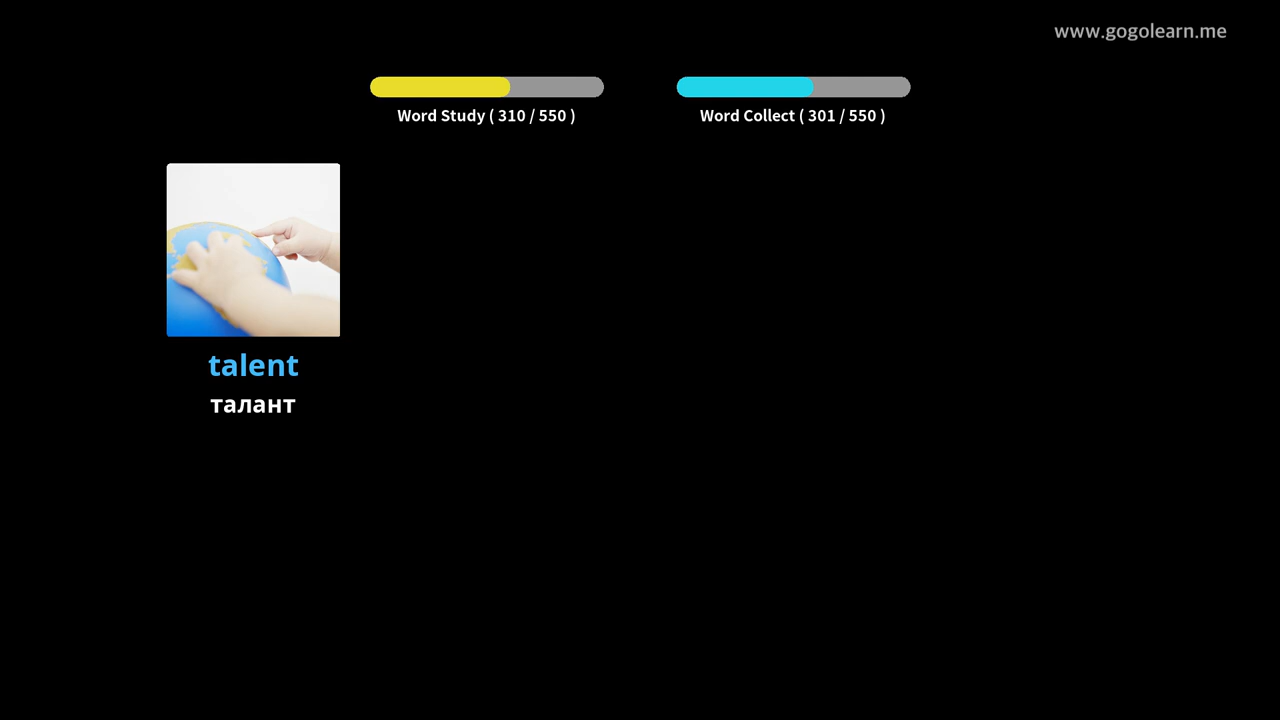 www.gogolearn.me
Word Study ( 310 / 550 )
Word Collect ( 301 / 550 )
talent
талант